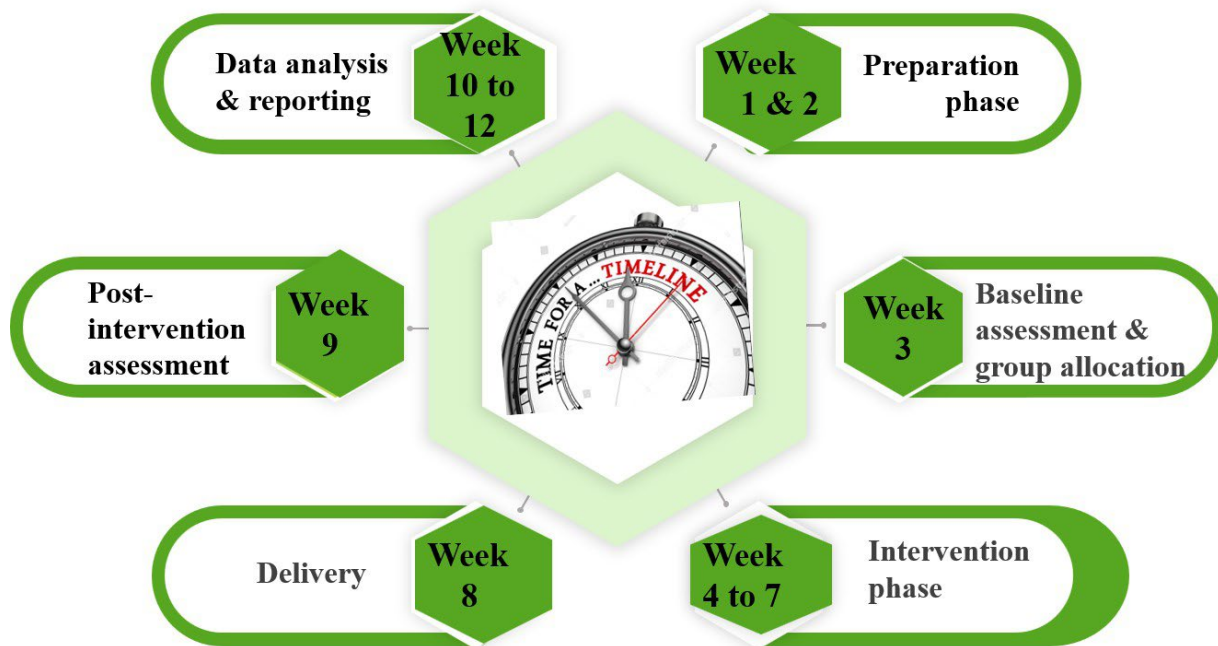 Data analysis
& reporting
Week
10 to
12
Week
1 & 2
Preparation
phase
Post-
intervention
assessment
Week
9
TIME FOR A... TIMELINE
Week
3
Baseline
assessment &
group allocation
Delivery
Week
8
Week
4 to 7
Intervention
phase